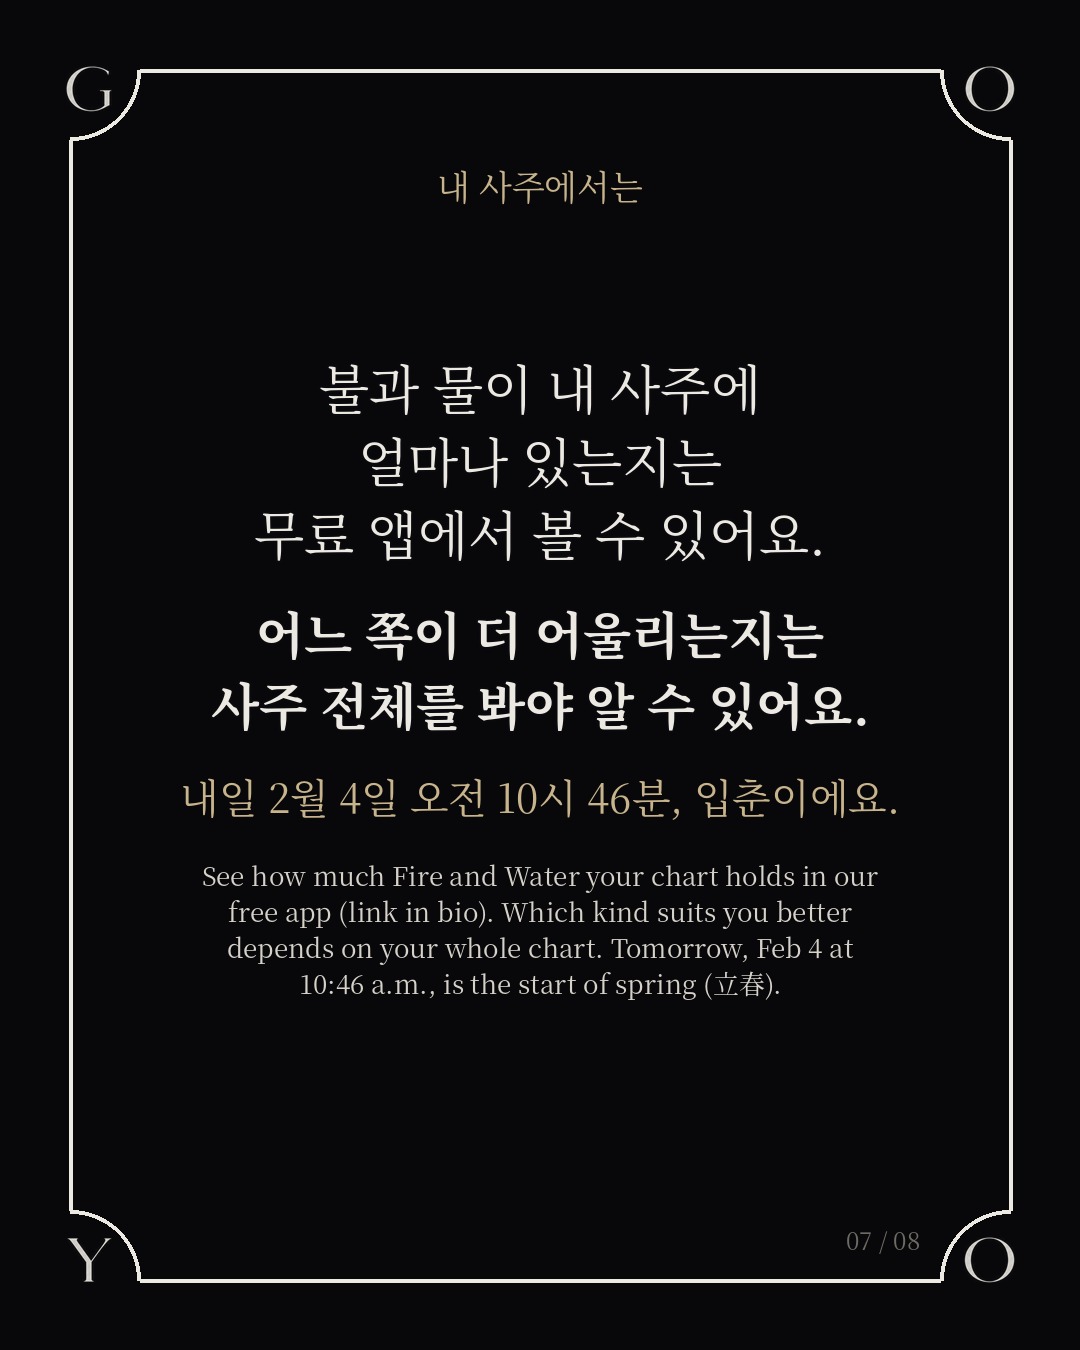 G O
내 사주에서는
불과 물이 내 사주에
얼마나 있는지는
무료 앱에서 볼 수 있어요.
어느 쪽이 더 어울리는지는
사주 전체를 봐야 알 수 있어요.
내일 2월 4일 오전 10시 46분, 입춘이에요.
See how much Fire and Water your chart holds in our
free app (link in bio). Which kind suits you better
depends on your whole chart. Tomorrow, Feb 4 at
10:46 a.m., is the start of spring (立春).
07 / 08
Y O